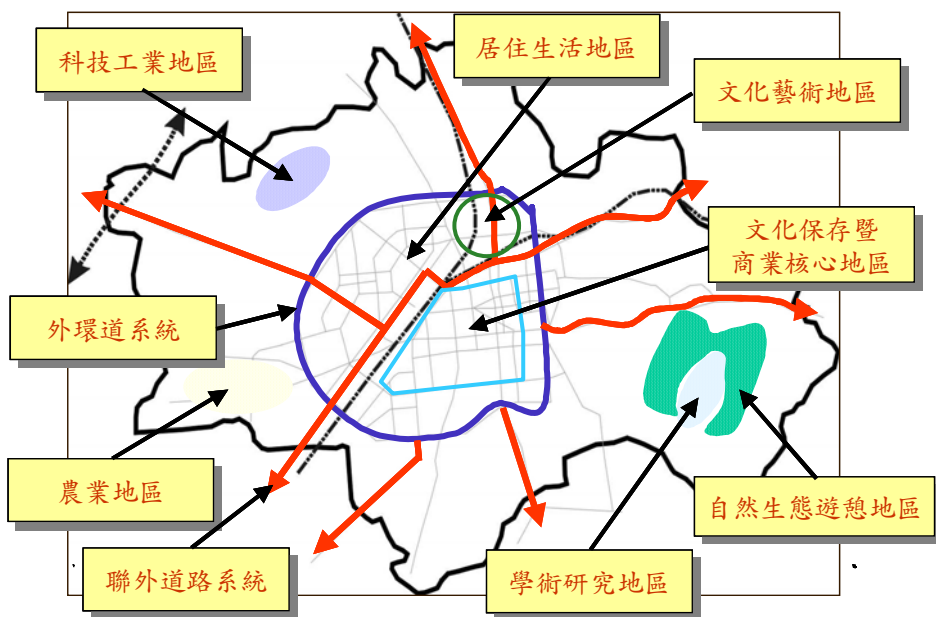 科技工業地區
居住生活地區
文化藝術地區
文化保存暨
商業核心地區
外環道系統
農業地區
自然生態遊憩地區
聯外道路系統
學術研究地區